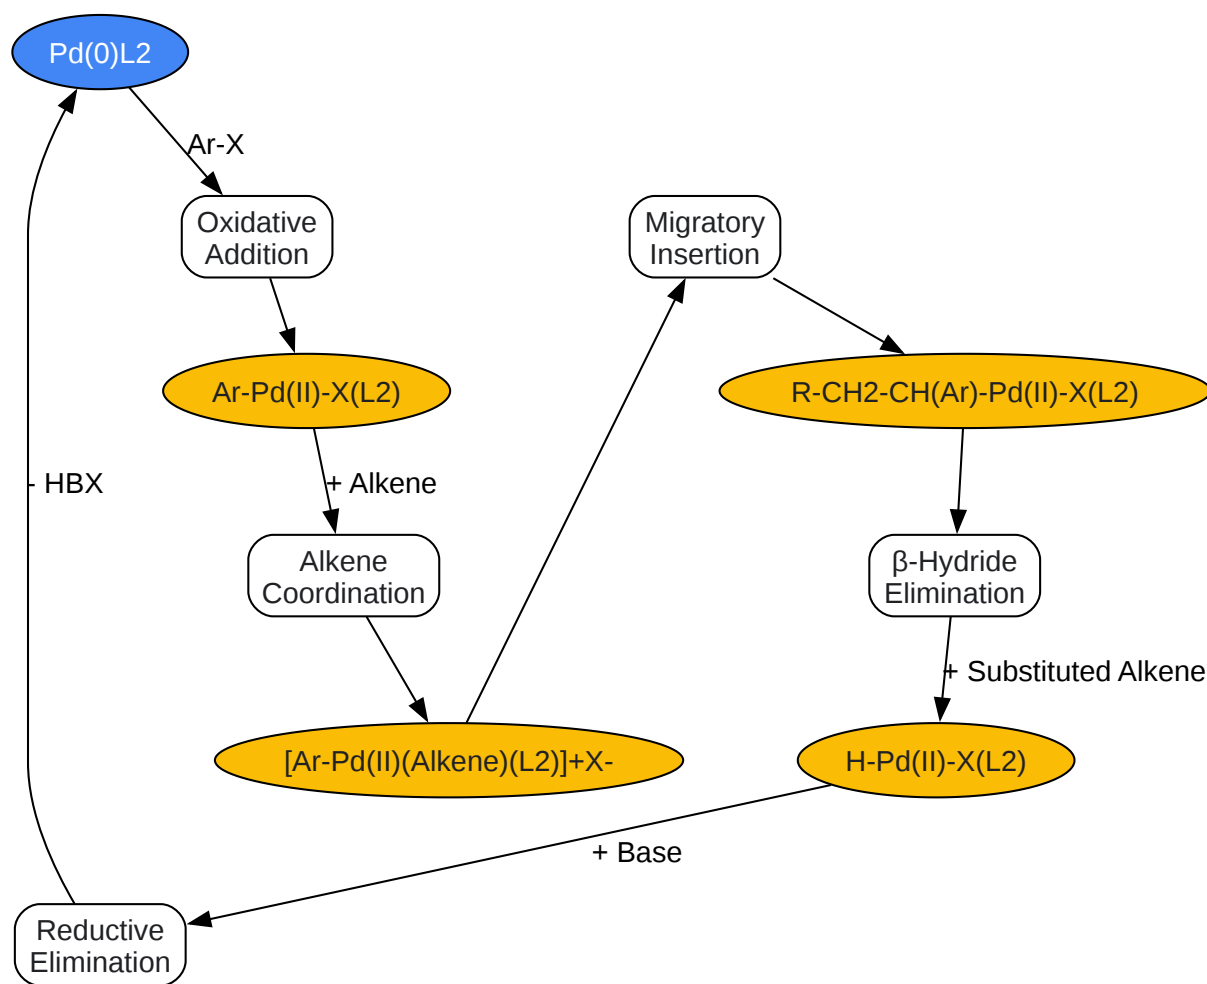 Pd(0)L2
Ar-X
Oxidative
Addition
Migratory
Insertion
Ar-Pd(II)-X(L2)
R-CH2-CH(Ar)-Pd(II)-X(L2)
- HBX
+ Alkene
Alkene
Coordination
β-Hydride
Elimination
+ Substituted Alkene
[Ar-Pd(II)(Alkene)(L2)]+X-
H-Pd(II)-X(L2)
+ Base
Reductive
Elimination